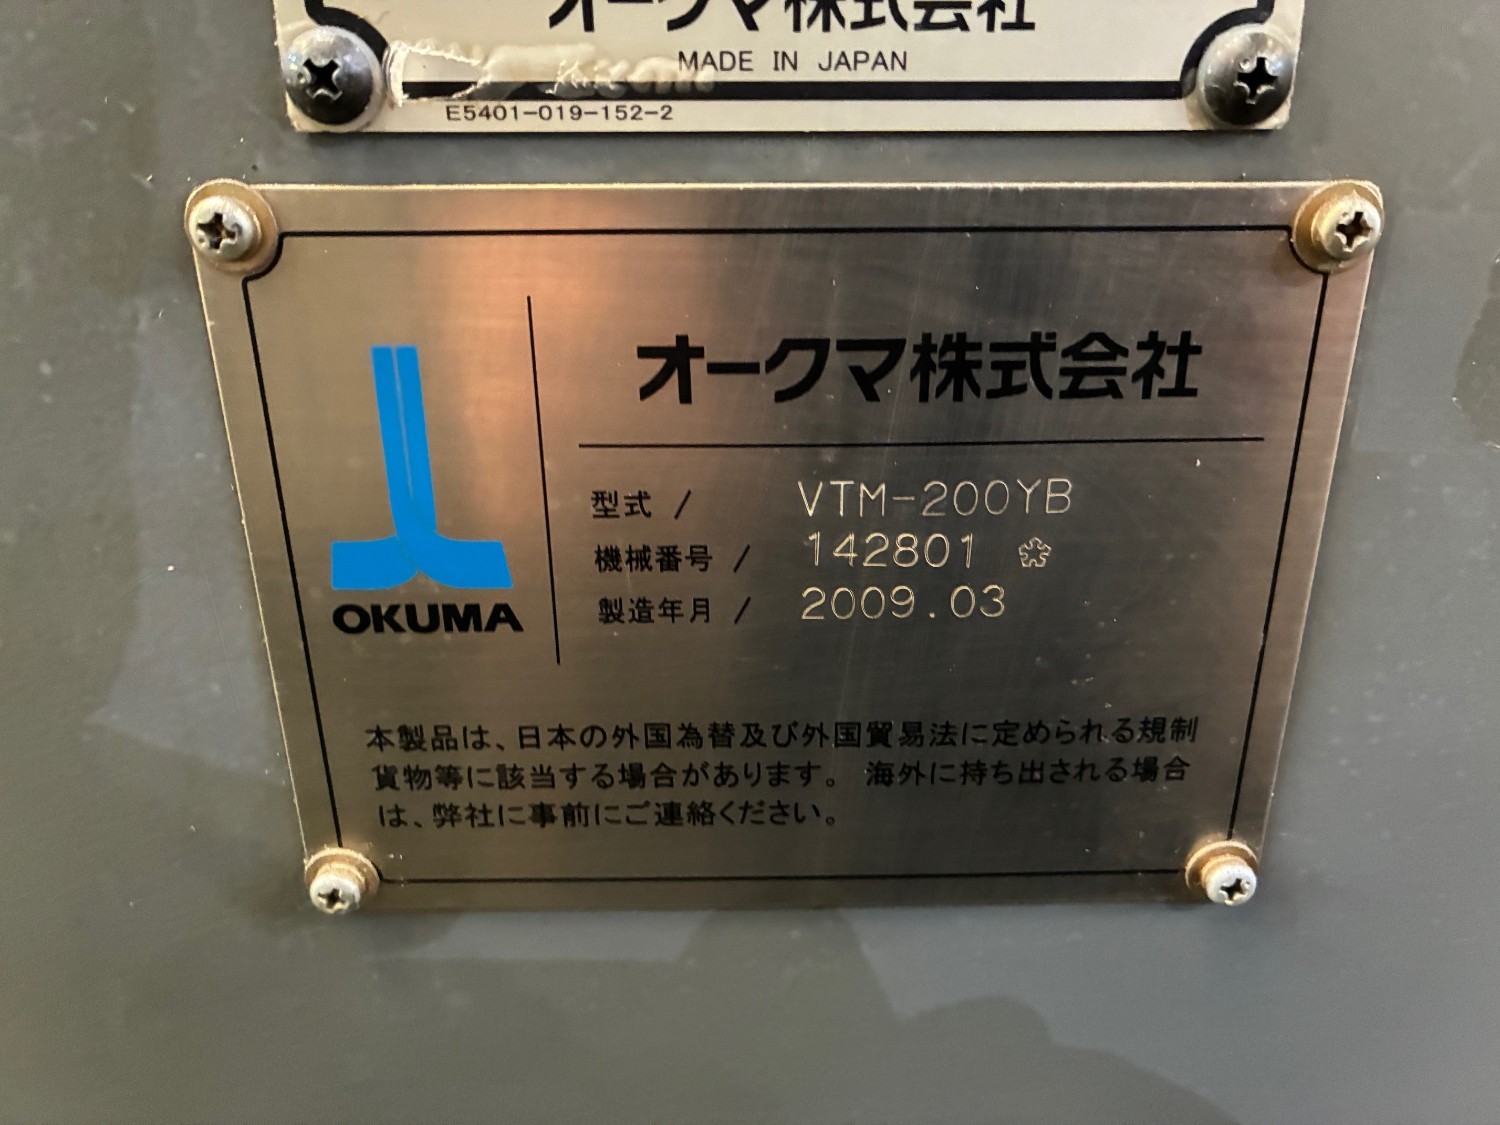 オークマ株式会社
MADE IN JAPAN
E5401-019-152-2
オークマ株式会社
型式 / VTM-200YB
機械番号 / 142801
製造年月 / 2009.03
OKUMA
本製品は、日本の外国為替及び外国貿易法に定められる規制
貨物等に該当する場合があります。 海外に持ち出される場合
は、弊社に事前にご連絡ください。